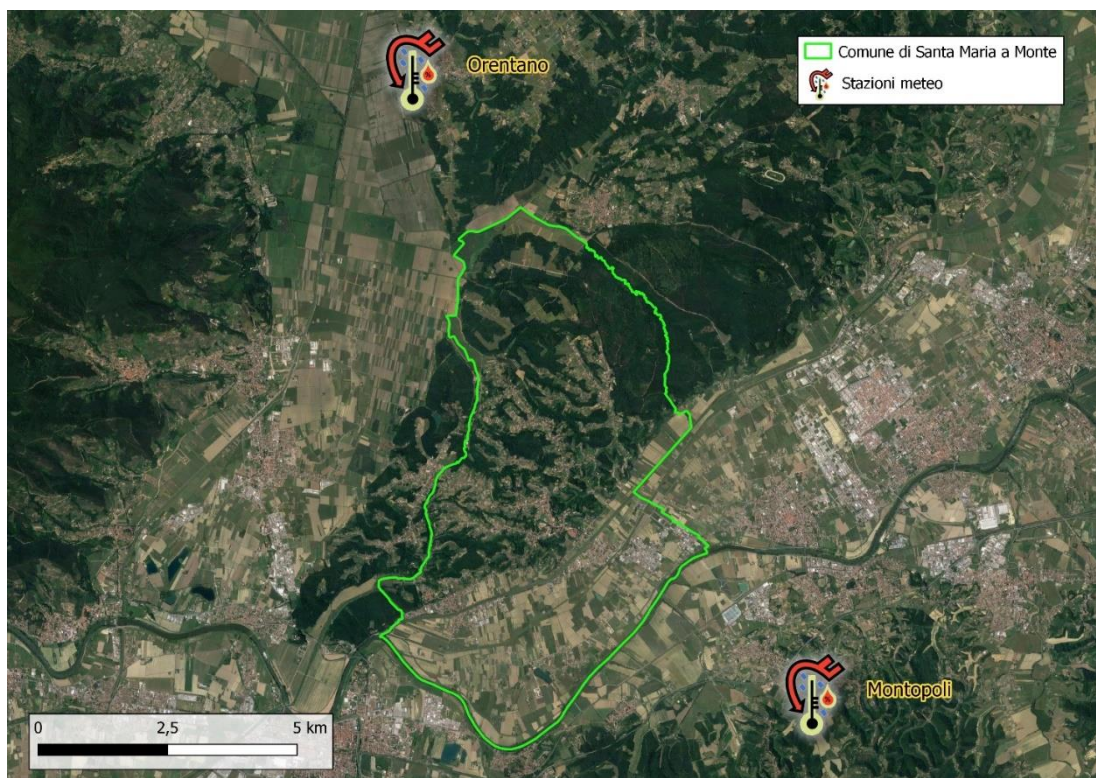 Orentano
Comune di Santa Maria a Monte
Stazioni meteo
Montopoli
0 2,5 5 km